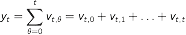 $y_t = \sum_{\theta=0}^{t} v_{t,\theta} = v_{t,0} + v_{t,1} + \ldots + v_{t,t}$